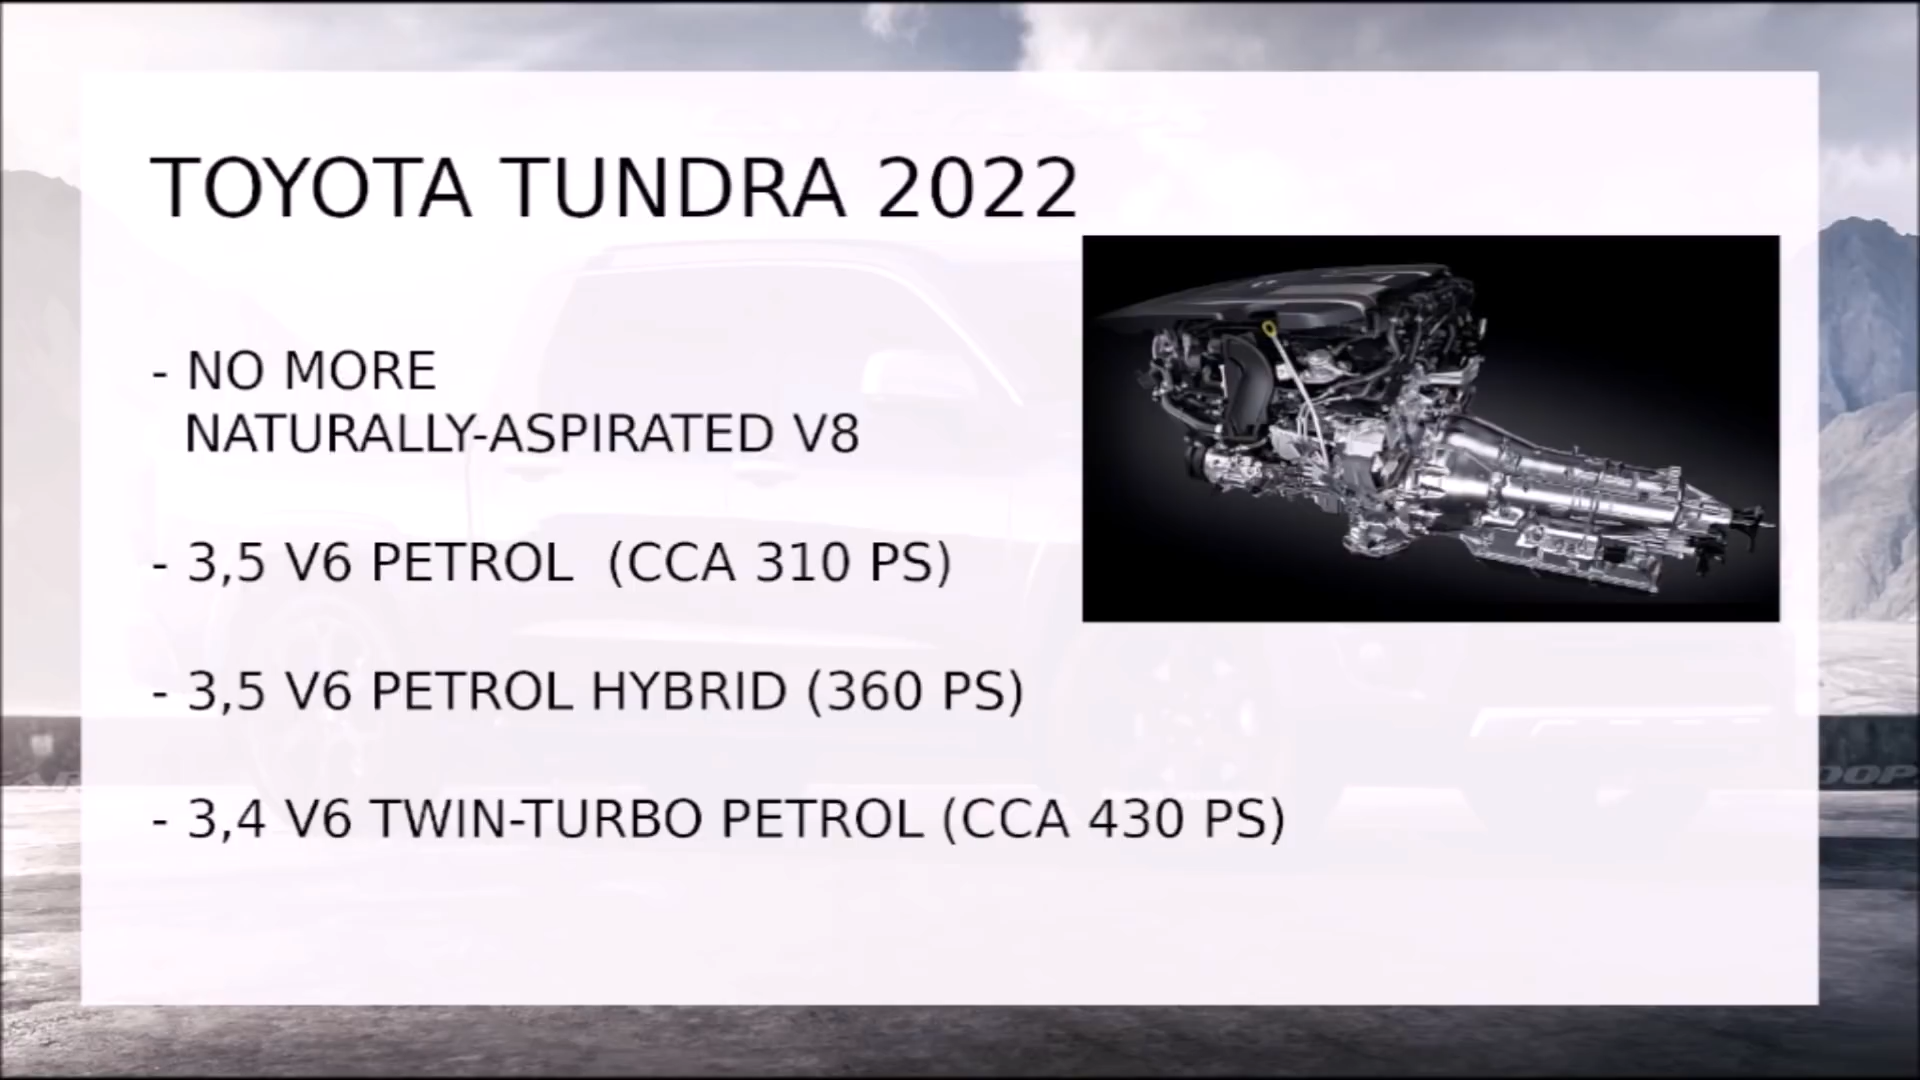 TOYOTA TUNDRA 2022
- NO MORE
NATURALLY-ASPIRATED V8
- 3,5 V6 PETROL (CCA 310 PS)
- 3,5 V6 PETROL HYBRID (360 PS)
- 3,4 V6 TWIN-TURBO PETROL (CCA 430 PS)